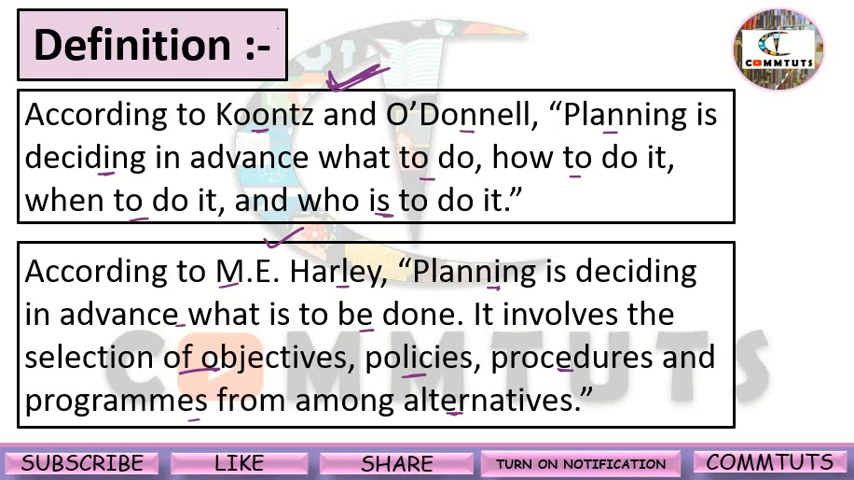 Definition :-
COMMTUTS
According to Koontz and O’Donnell, “Planning is
deciding in advance what to do, how to do it,
when to do it, and who is to do it.”
According to M.E. Harley, “Planning is deciding
in advance what is to be done. It involves the
selection of objectives, policies, procedures and
programmes from among alternatives.”
COMMTUTS
SUBSCRIBE
LIKE
SHARE
TURN ON NOTIFICATION
COMMTUTS